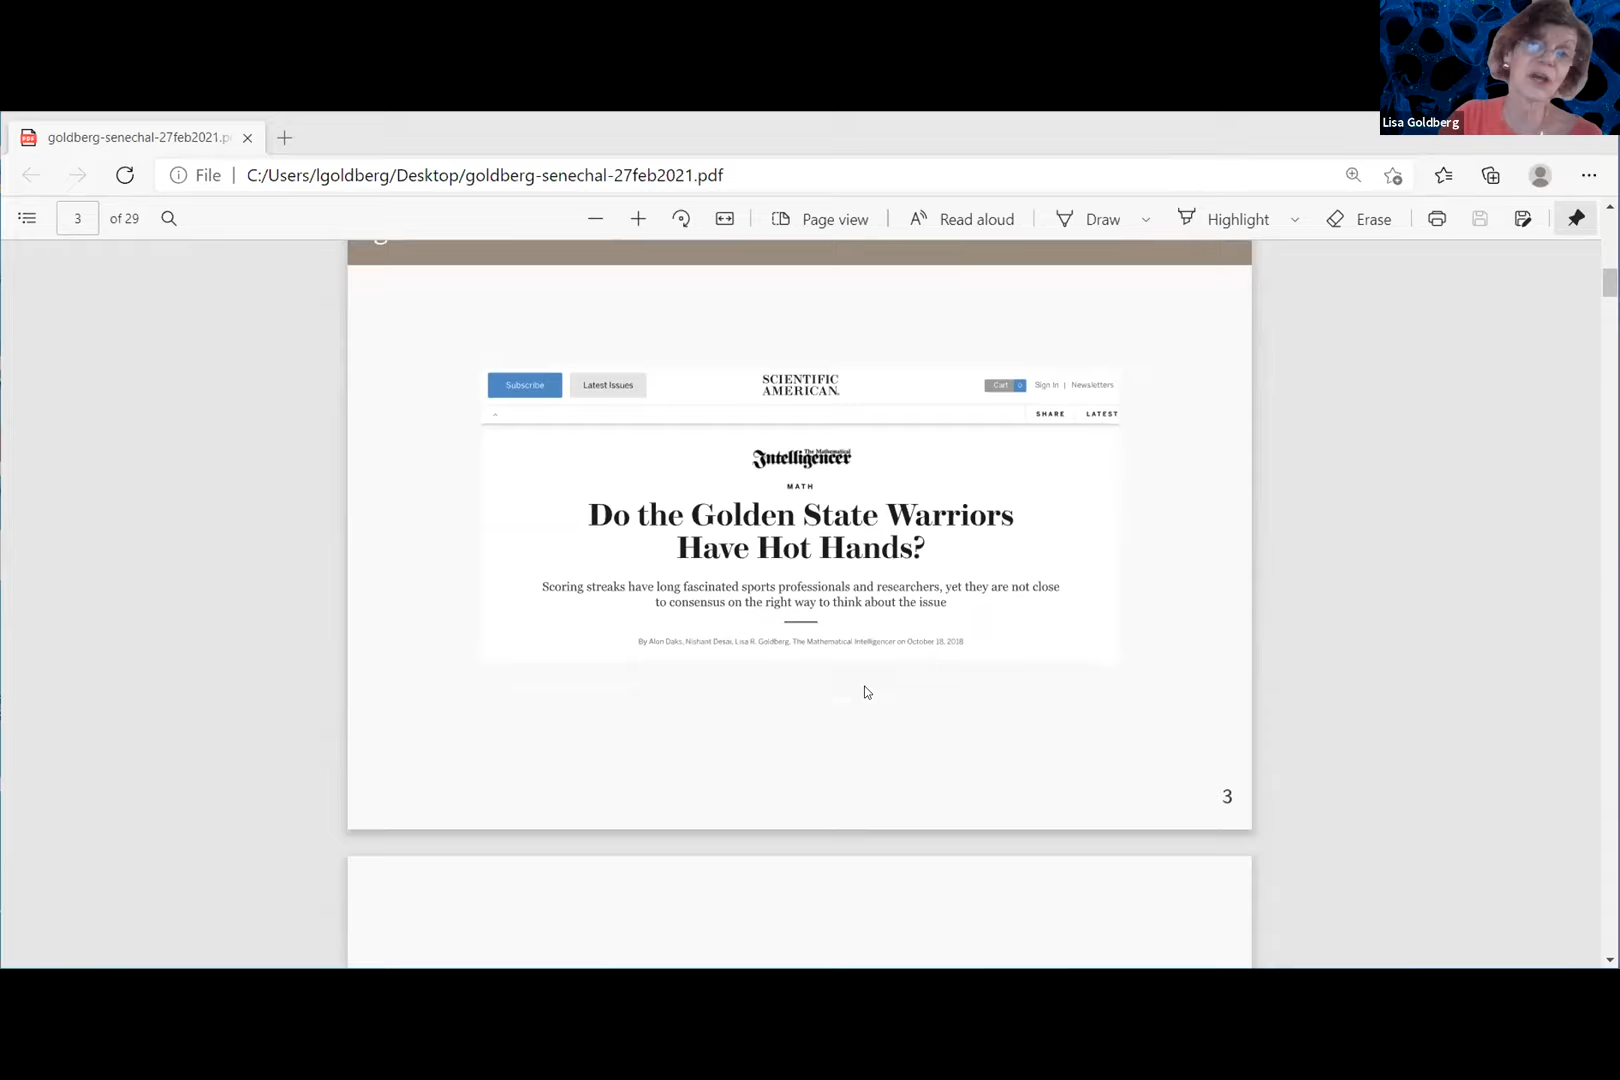 Lisa Goldberg
goldberg-senechal-27feb2021.p
File
C:/Users/lgoldberg/Desktop/goldberg-senechal-27feb2021.pdf
3 of 29
Page view
Read aloud
Draw
Highlight
Erase
Subscribe
Latest Issues
SCIENTIFIC
AMERICAN.
Cart 0
Sign In | Newsletters
SHARE LATEST
The Mathematical
Intelligencer
MATH
Do the Golden State Warriors
Have Hot Hands?
Scoring streaks have long fascinated sports professionals and researchers, yet they are not close
to consensus on the right way to think about the issue
By Alon Daks, Nishant Desai, Lisa R. Goldberg, The Mathematical Intelligencer on October 18, 2018
3